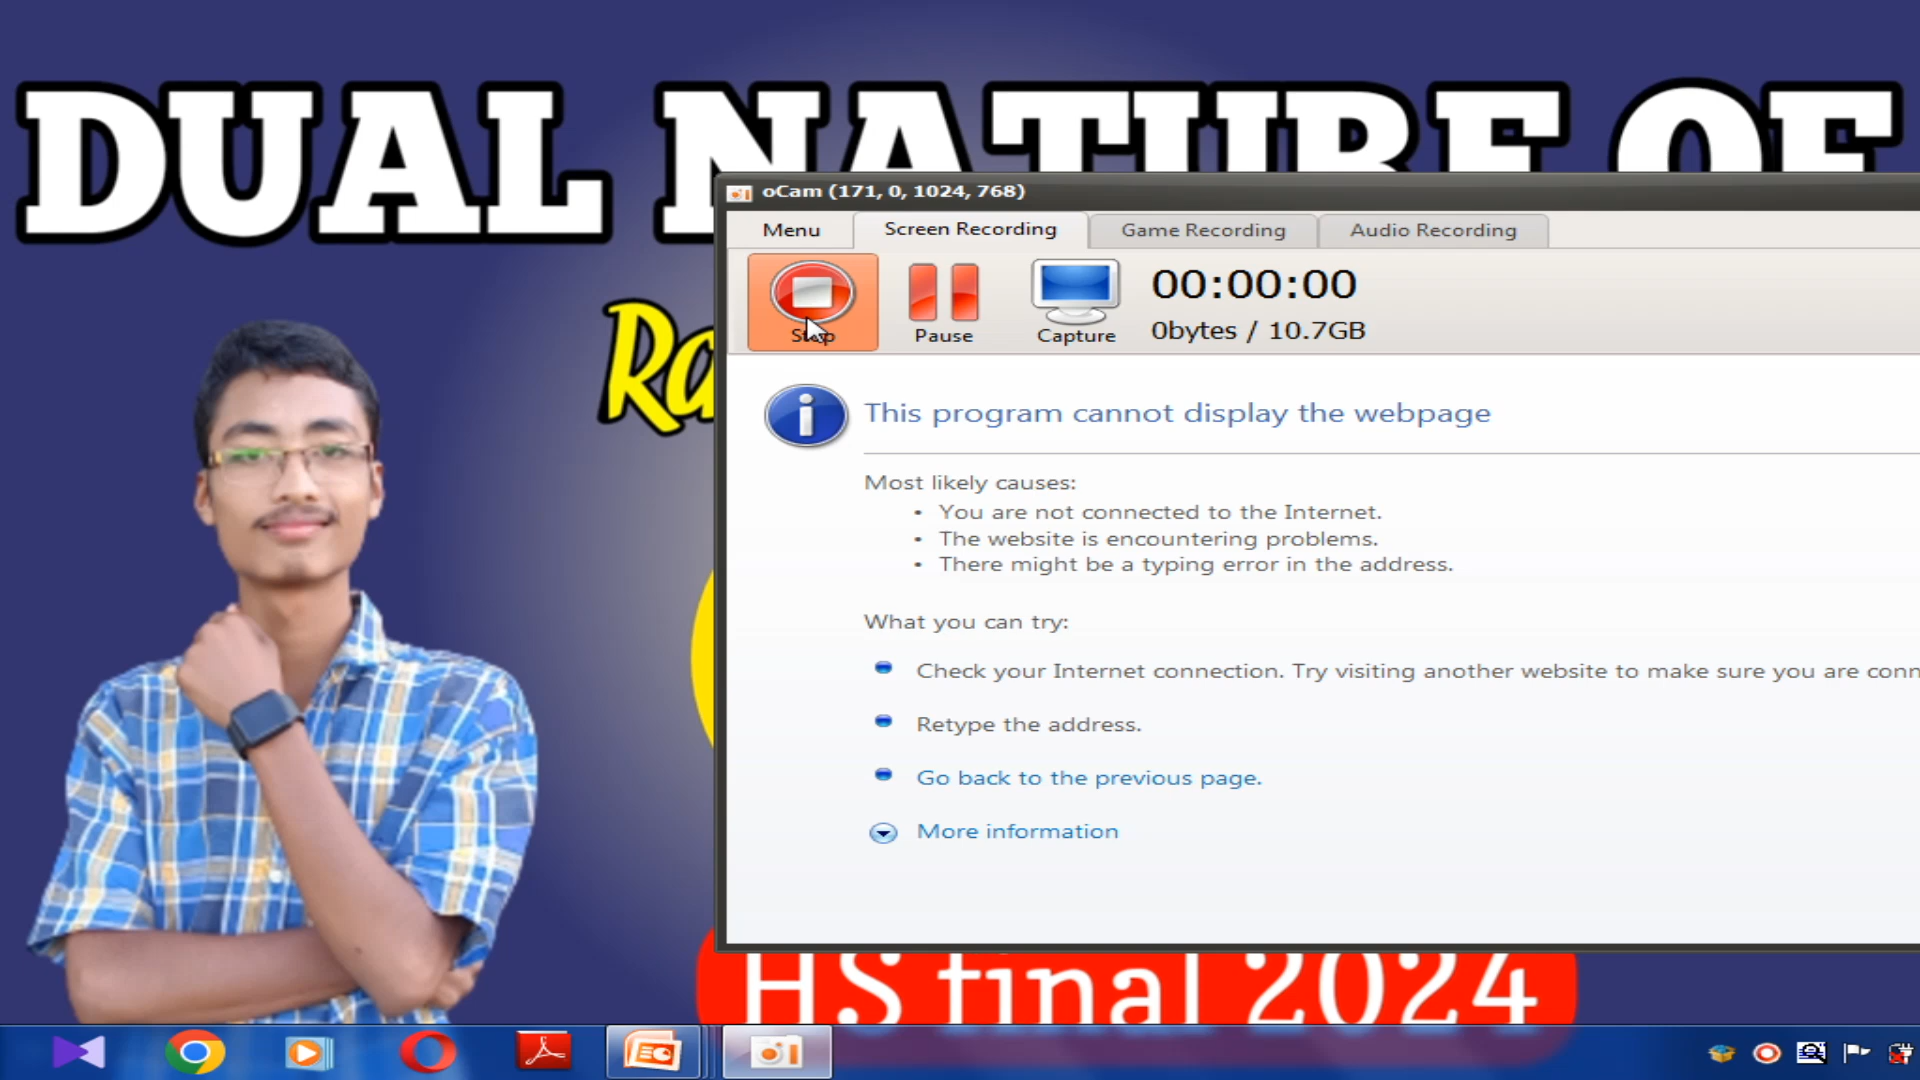 DUAL NATURE OF
oCam (171, 0, 1024, 768)
Menu
Screen Recording
Game Recording
Audio Recording
Stop
Pause
Capture
00:00:00
0bytes / 10.7GB
This program cannot display the webpage
Most likely causes:
• You are not connected to the Internet.
• The website is encountering problems.
• There might be a typing error in the address.
What you can try:
Check your Internet connection. Try visiting another website to make sure you are conn
Retype the address.
Go back to the previous page.
More information
HS final 2024